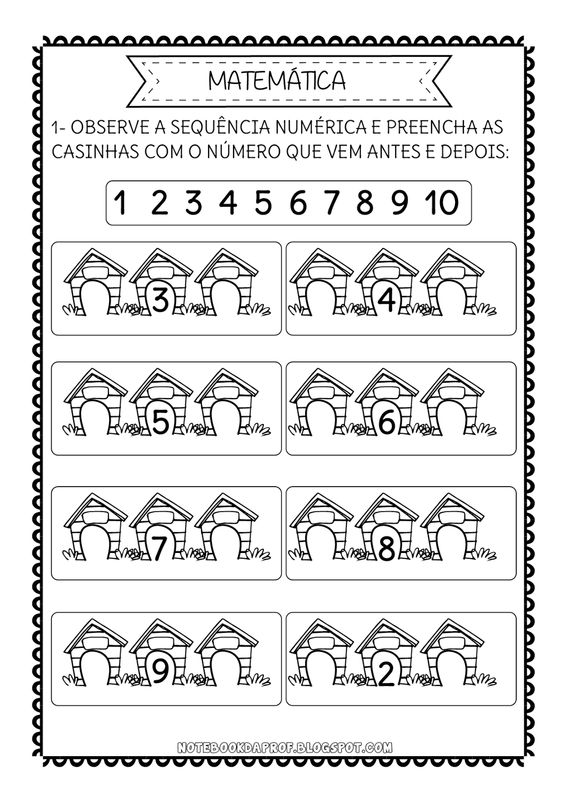 MATEMÁTICA
1- OBSERVE A SEQUÊNCIA NUMÉRICA E PREENCHA AS
CASINHAS COM O NÚMERO QUE VEM ANTES E DEPOIS:
1 2 3 4 5 6 7 8 9 10
3 4
5 6
7 8
9 2
NOTEBOOKDAPROF.BLOGSPOT.COM